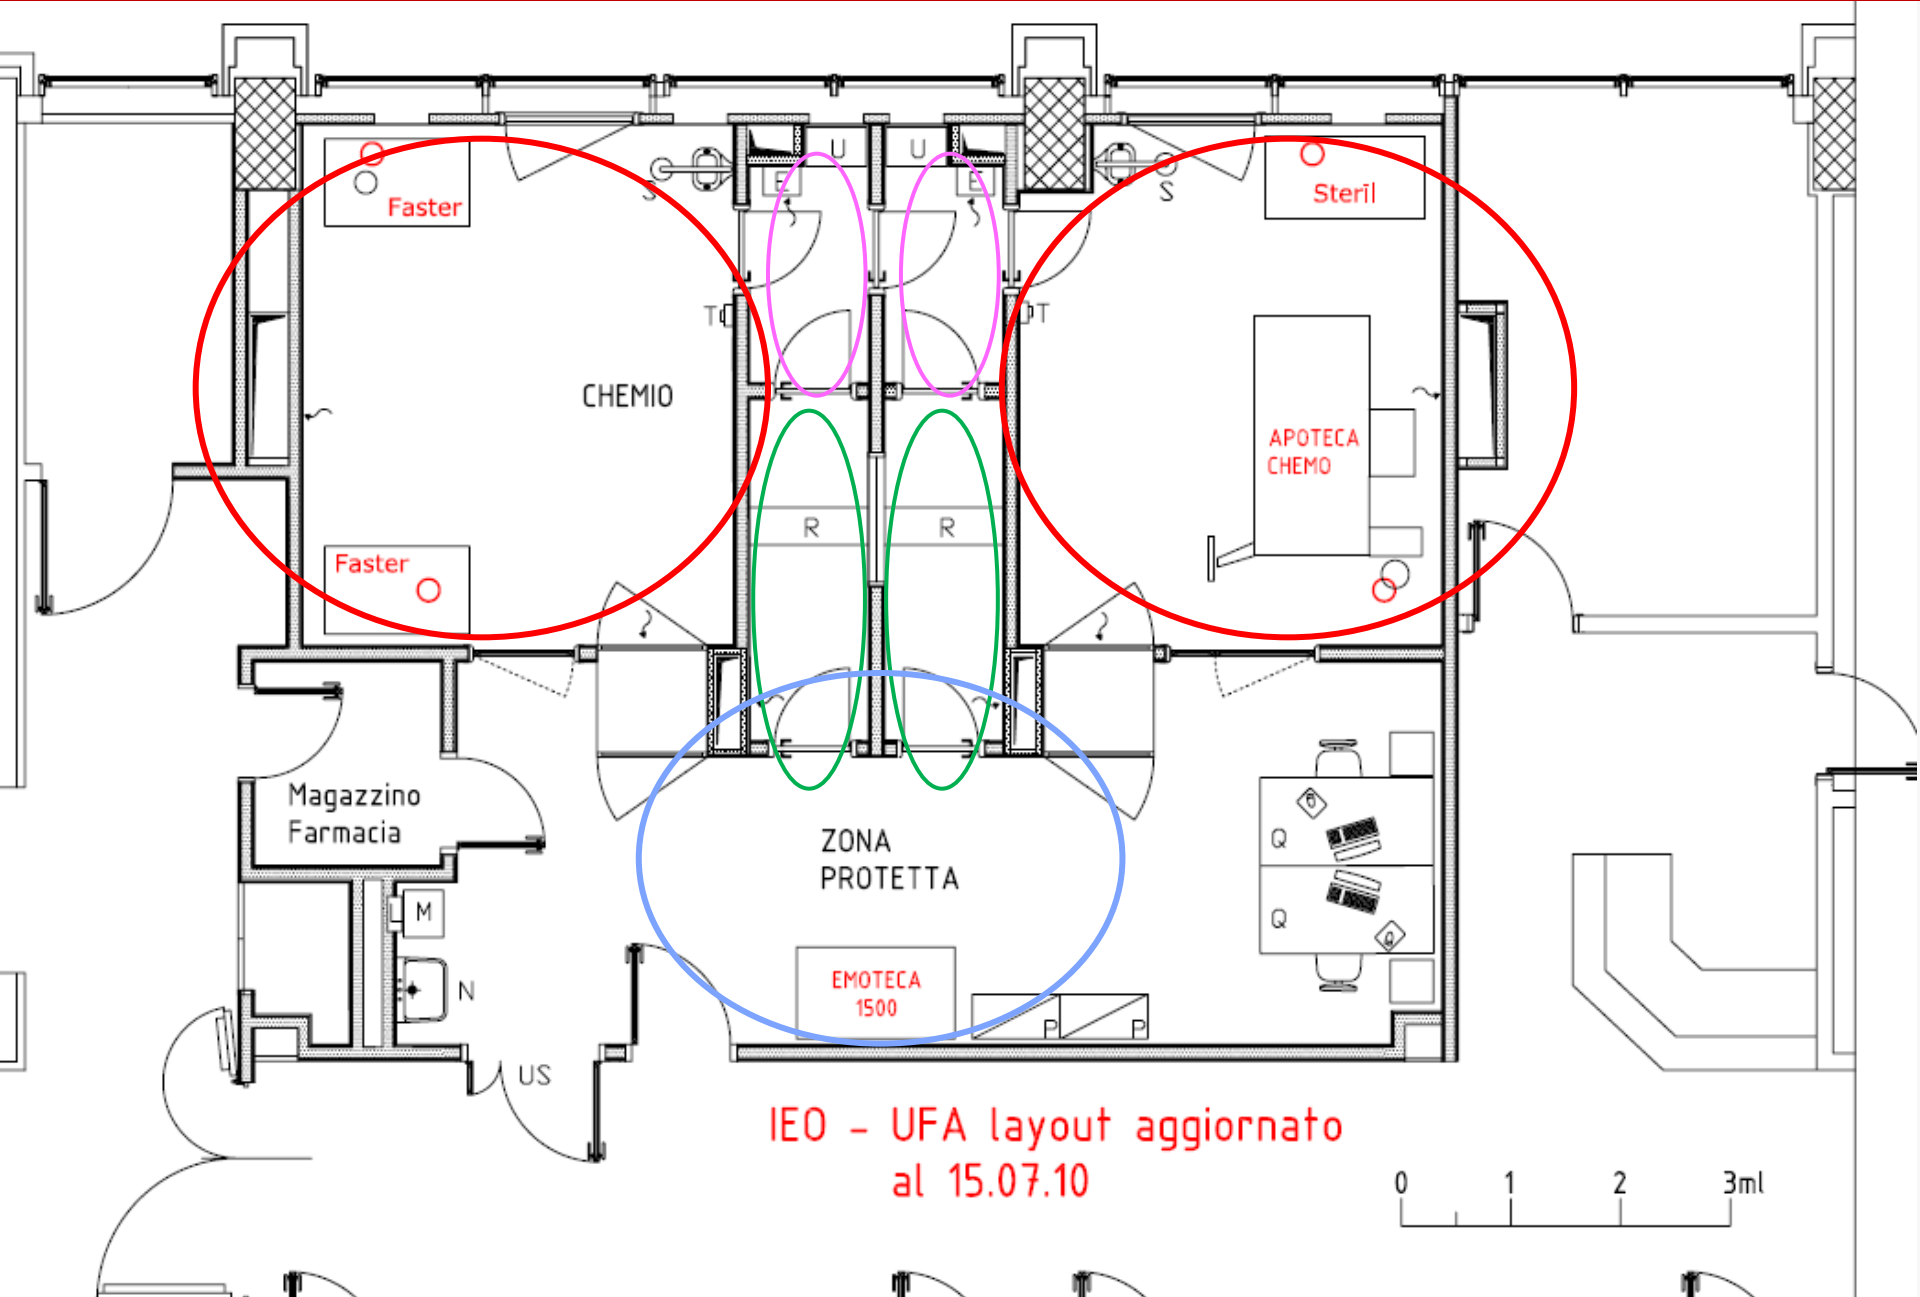 U
U
E
E
S
S
Faster
Sterīl
T
T
CHEMIO
APOTECA
CHEMO
R
R
Faster
Magazzino
Farmacia
ZONA
PROTETTA
Q
Q
M
N
EMOTECA
1500
P
P
US
IEO - UFA layout aggiornato
al 15.07.10
0 1 2 3ml